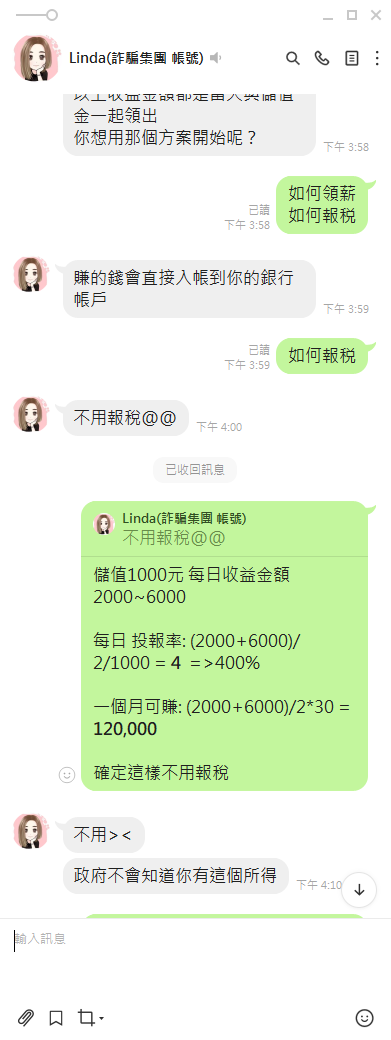 Linda(詐騙集團 帳號)
以上收益金額都是當天與儲值
金一起領出
你想用那個方案開始呢？
下午 3:58
如何領薪
如何報税
已讀
下午 3:58
賺的錢會直接入帳到你的銀行
帳戶
下午 3:59
已讀
下午 3:59
如何報税
不用報稅@@
下午 4:00
已收回訊息
Linda(詐騙集團 帳號)
不用報稅@@
儲值1000元 每日收益金額
2000~6000
每日 投報率: (2000+6000)/
2/1000 = 4 =>400%
一個月可賺: (2000+6000)/2*30 =
120,000
確定這樣不用報稅
不用><
政府不會知道你有這個所得
下午 4:10
輸入訊息